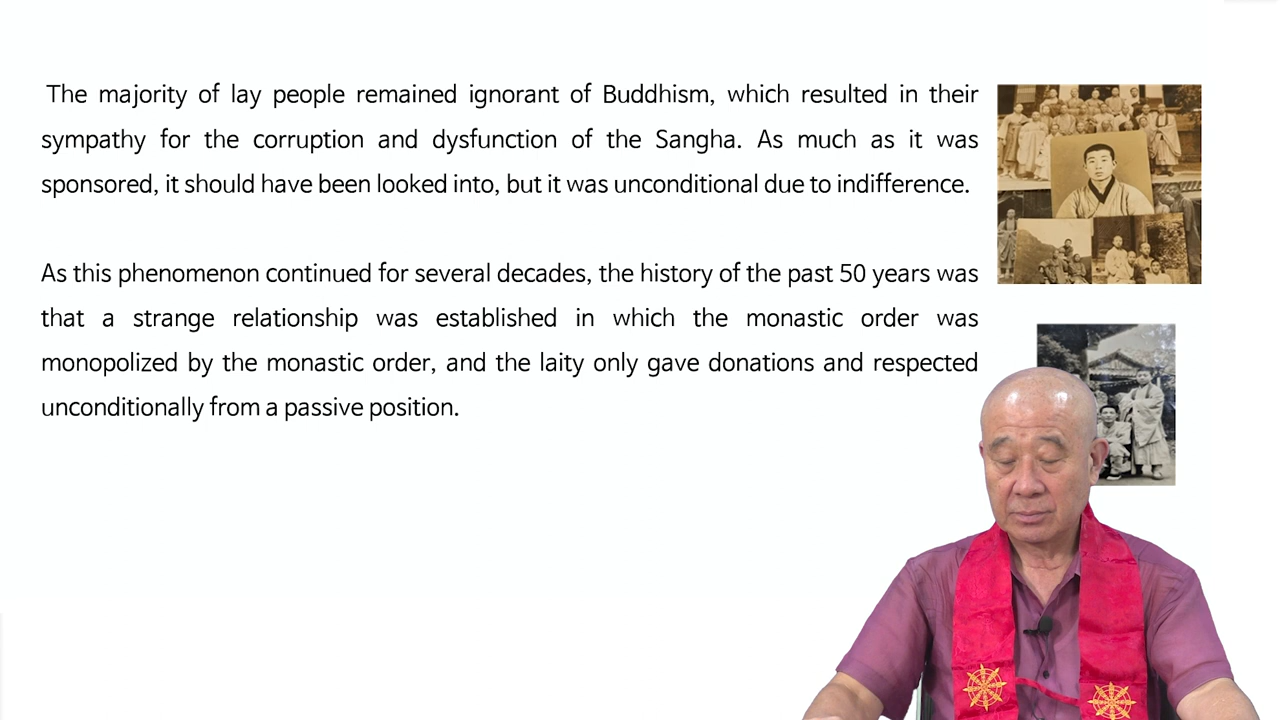 The majority of lay people remained ignorant of Buddhism, which resulted in their
sympathy for the corruption and dysfunction of the Sangha. As much as it was
sponsored, it should have been looked into, but it was unconditional due to indifference.
As this phenomenon continued for several decades, the history of the past 50 years was
that a strange relationship was established in which the monastic order was
monopolized by the monastic order, and the laity only gave donations and respected
unconditionally from a passive position.